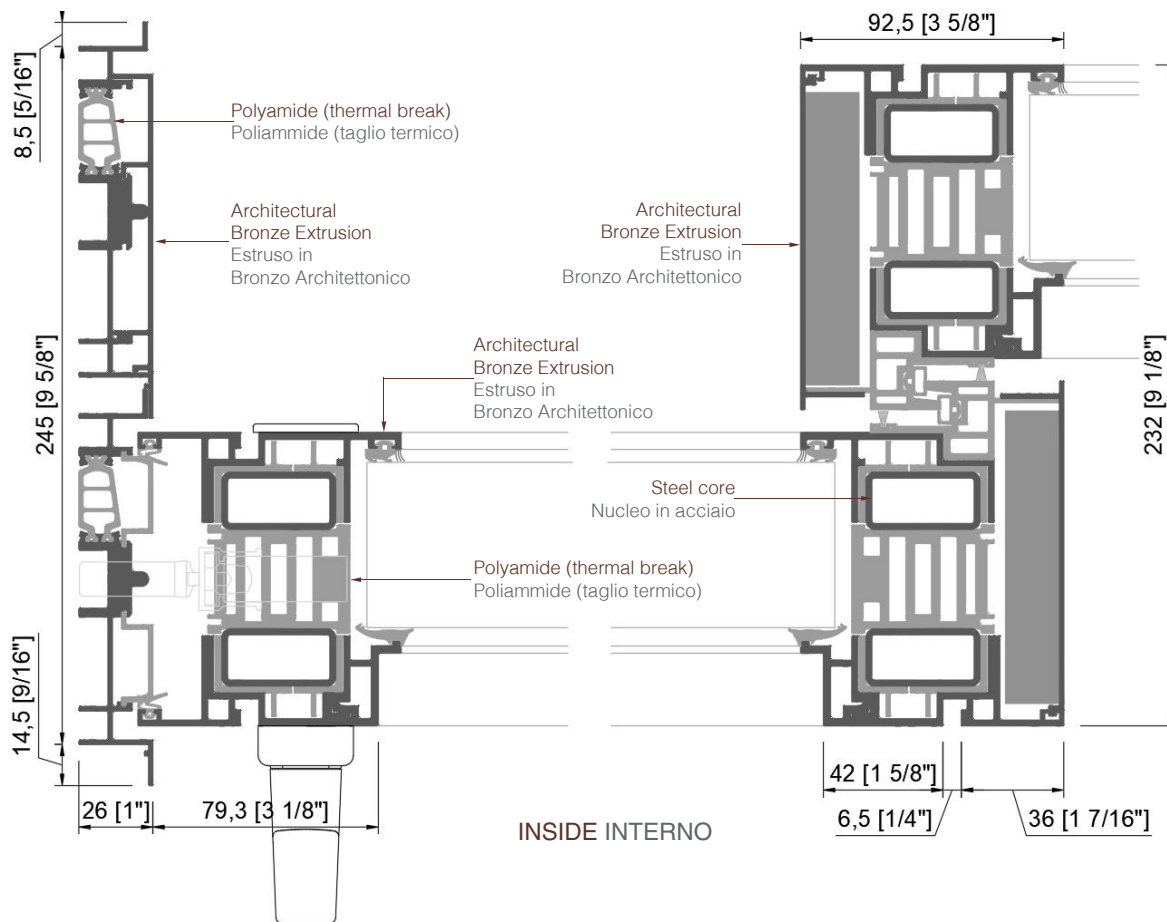 92,5 [3 5/8"]
8,5 [5/16"]
Polyamide (thermal break)
Poliammide (taglio termico)
Architectural
Bronze Extrusion
Estruso in
Bronzo Architettonico
Architectural
Bronze Extrusion
Estruso in
Bronzo Architettonico
Architectural
Bronze Extrusion
Estruso in
Bronzo Architettonico
245 [9 5/8"]
232 [9 1/8"]
Steel core
Nucleo in acciaio
Polyamide (thermal break)
Poliammide (taglio termico)
14,5 [9/16"]
26 [1"]
79,3 [3 1/8"]
42 [1 5/8"]
6,5 [1/4"]
36 [1 7/16"]
INSIDE INTERNO